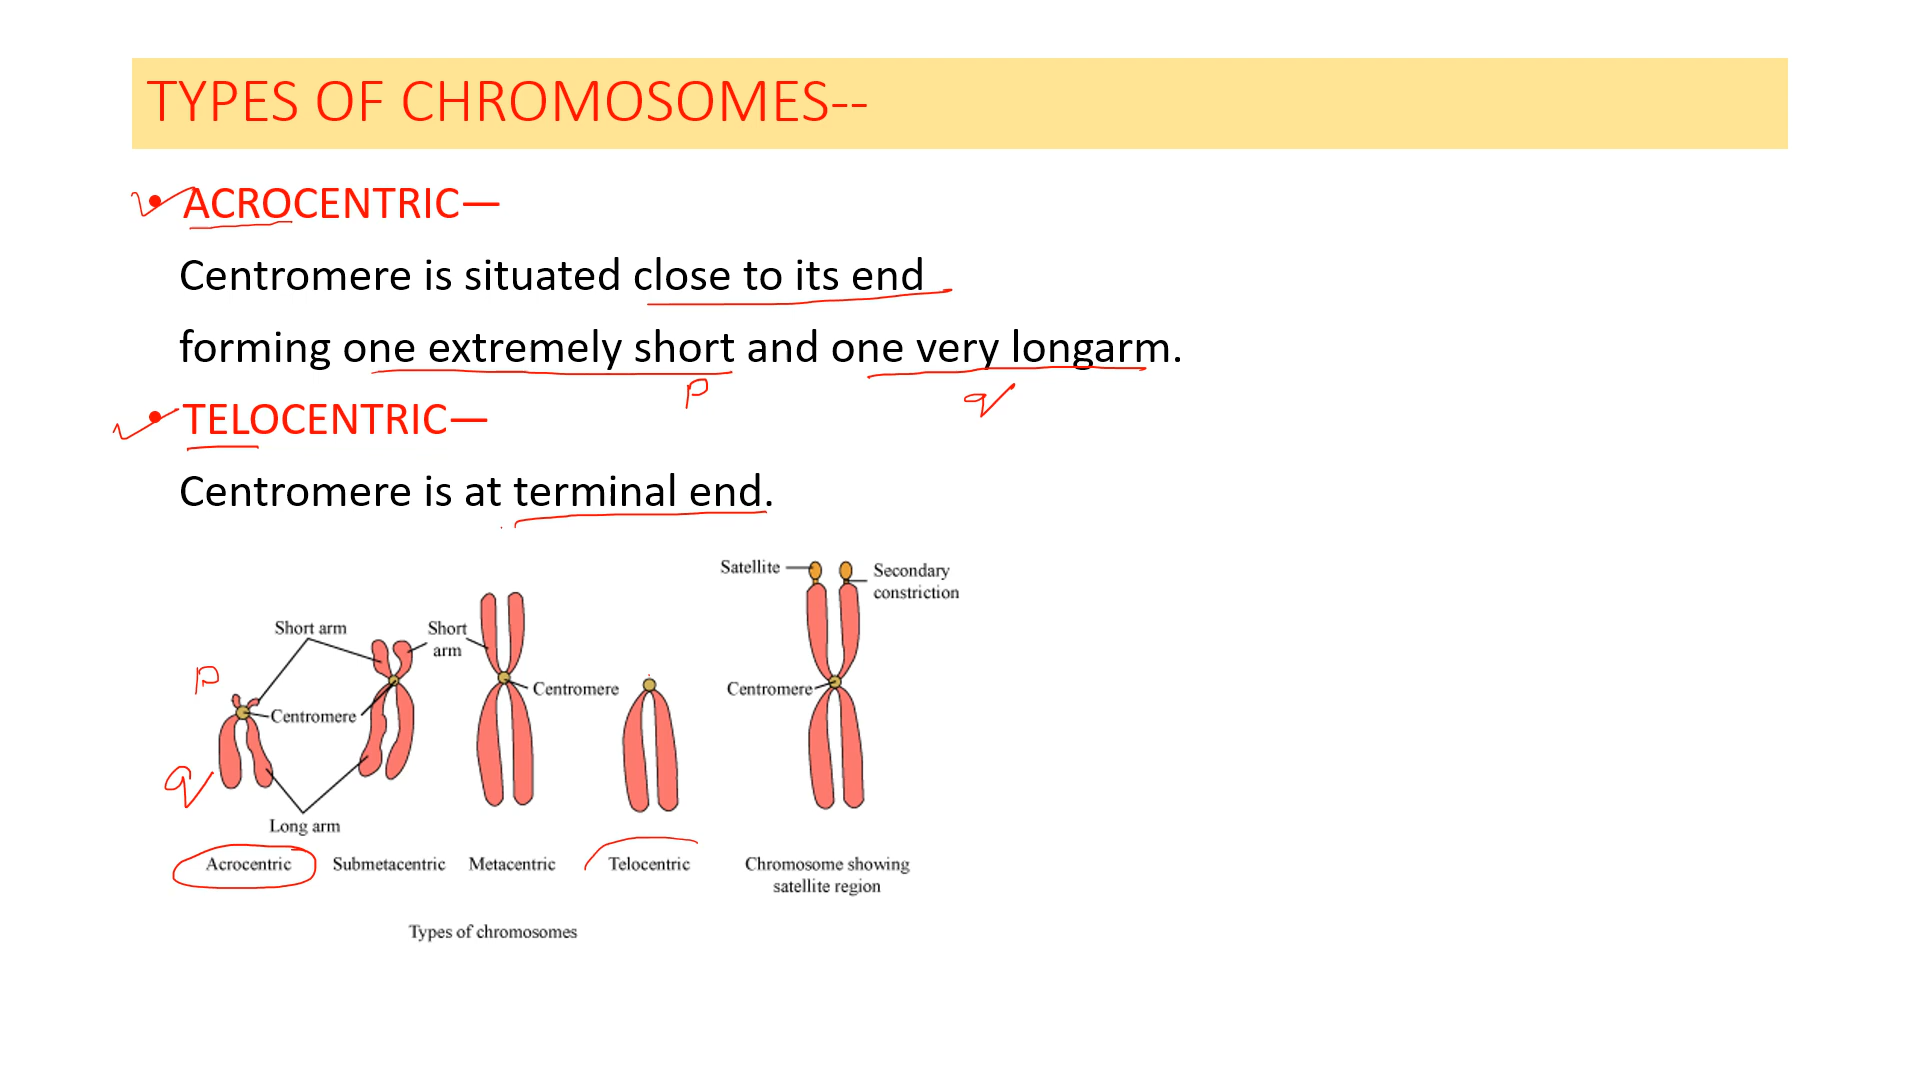 TYPES OF CHROMOSOMES--
• ACROCENTRIC—
Centromere is situated close to its end
forming one extremely short and one very longarm.
p q
• TELOCENTRIC—
Centromere is at terminal end.
Satellite
Secondary
constriction
Short arm
Short
arm
p
Centromere
Centromere
Centromere
q
Long arm
Acrocentric Submetacentric Metacentric Telocentric Chromosome showing
satellite region
Types of chromosomes